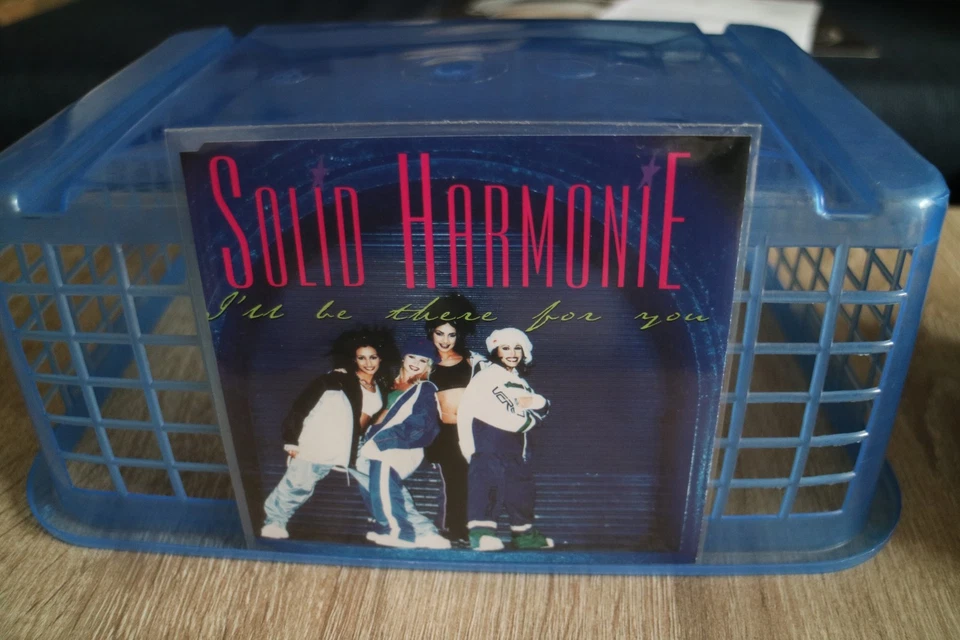 SOLiD HARMONiE
I'll be there for you